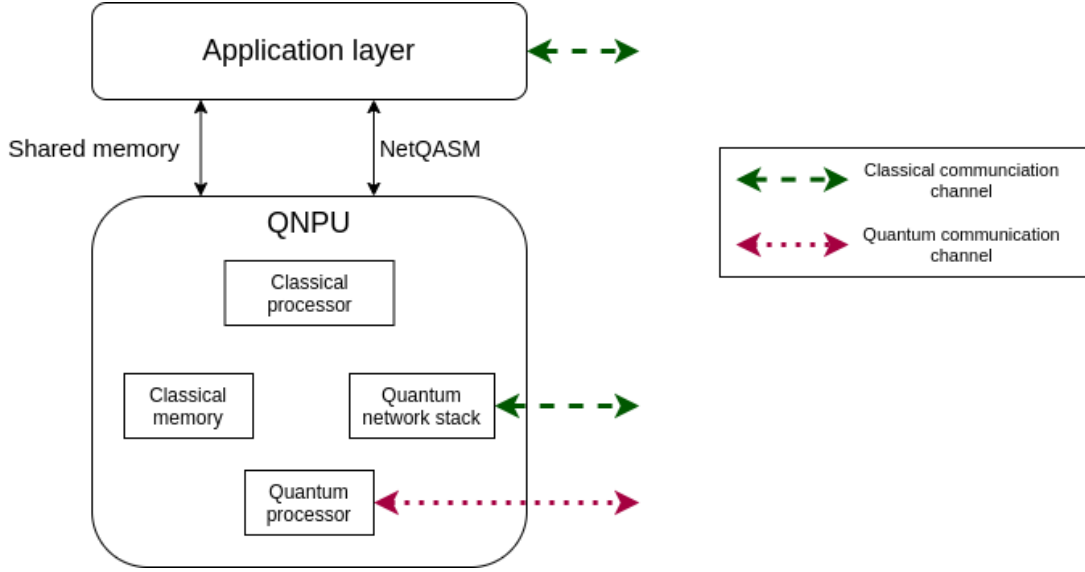 Application layer
Shared memory
NetQASM
QNPU
Classical
processor
Classical
memory
Quantum
network stack
Quantum
processor
Classical communciation
channel
Quantum communication
channel